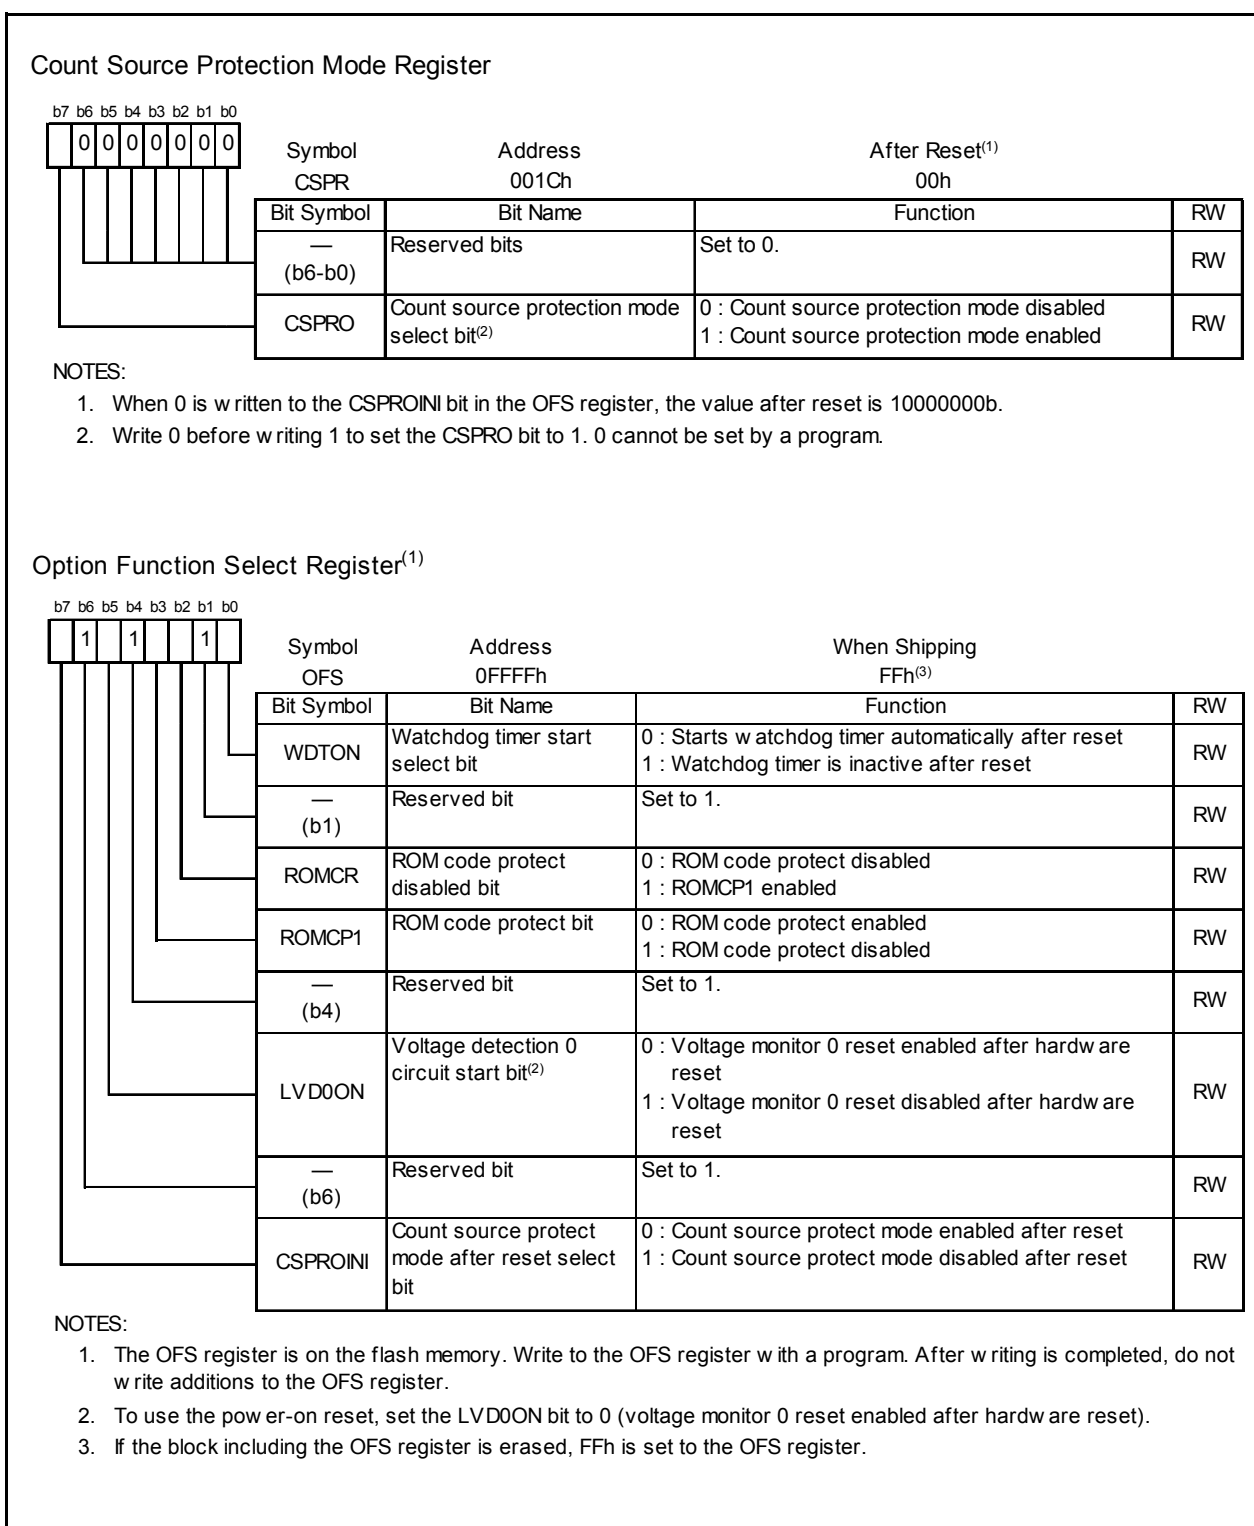 Count Source Protection Mode Register
b7 b6 b5 b4 b3 b2 b1 b0
0 0 0 0 0 0 0
Symbol Address After Reset(1)
CSPR 001Ch 00h
Bit Symbol Bit Name Function RW
— (b6-b0) Reserved bits Set to 0. RW
CSPRO Count source protection mode select bit(2) 0 : Count source protection mode disabled RW
1 : Count source protection mode enabled
NOTES:
1. When 0 is written to the CSPROINI bit in the OFS register, the value after reset is 10000000b.
2. Write 0 before writing 1 to set the CSPRO bit to 1. 0 cannot be set by a program.
Option Function Select Register(1)
b7 b6 b5 b4 b3 b2 b1 b0
1 1 1
Symbol Address When Shipping
OFS 0FFFFh FFh(3)
Bit Symbol Bit Name Function RW
WDTON Watchdog timer start select bit 0 : Starts watchdog timer automatically after reset RW
1 : Watchdog timer is inactive after reset
— (b1) Reserved bit Set to 1. RW
ROMCR ROM code protect disabled bit 0 : ROM code protect disabled RW
1 : ROMCP1 enabled
ROMCP1 ROM code protect bit 0 : ROM code protect enabled RW
1 : ROM code protect disabled
— (b4) Reserved bit Set to 1. RW
LVD0ON Voltage detection 0 circuit start bit(2) 0 : Voltage monitor 0 reset enabled after hardware reset RW
1 : Voltage monitor 0 reset disabled after hardware reset
— (b6) Reserved bit Set to 1. RW
CSPROINI Count source protect mode after reset select bit 0 : Count source protect mode enabled after reset RW
1 : Count source protect mode disabled after reset
NOTES:
1. The OFS register is on the flash memory. Write to the OFS register with a program. After writing is completed, do not
write additions to the OFS register.
2. To use the power-on reset, set the LVD0ON bit to 0 (voltage monitor 0 reset enabled after hardware reset).
3. If the block including the OFS register is erased, FFh is set to the OFS register.